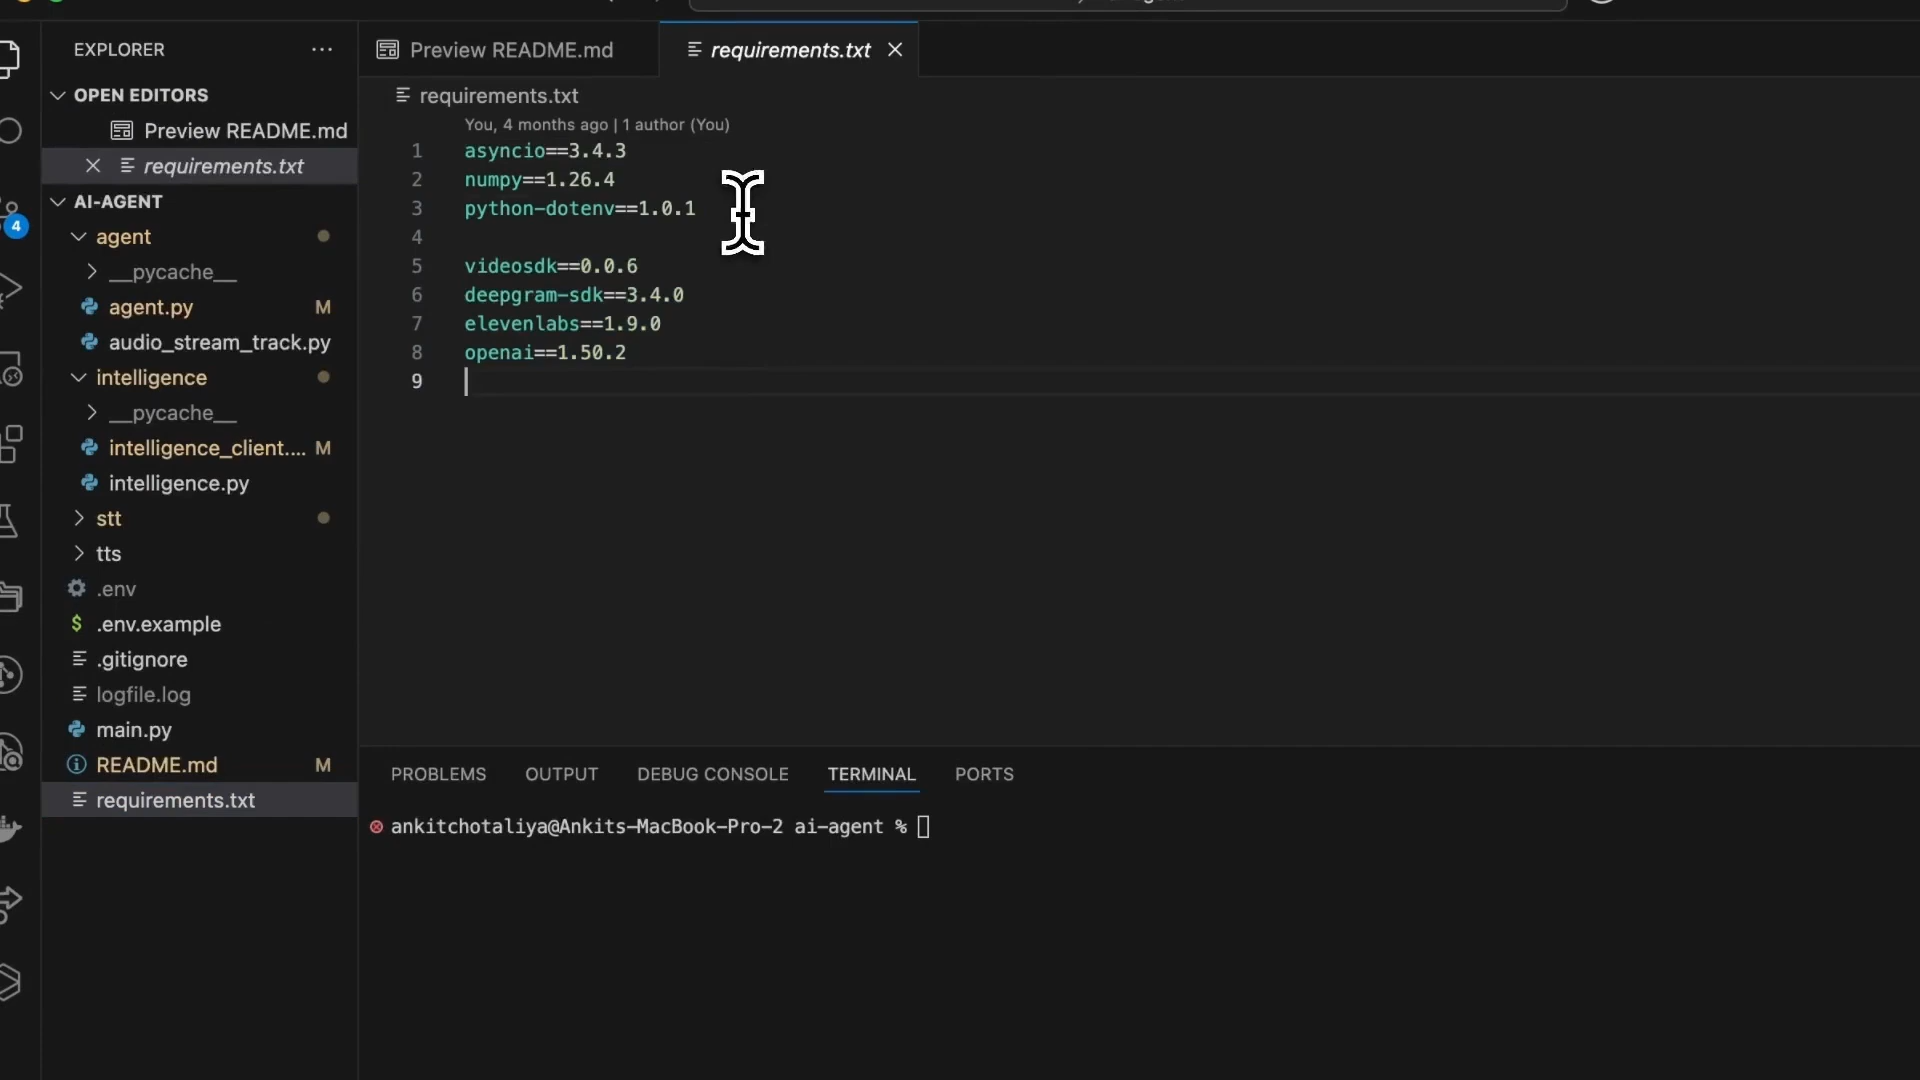 EXPLORER
OPEN EDITORS
Preview README.md
requirements.txt
AI-AGENT
agent
__pycache__
agent.py M
audio_stream_track.py
intelligence
__pycache__
intelligence_client.... M
intelligence.py
stt
tts
.env
.env.example
.gitignore
logfile.log
main.py
README.md M
requirements.txt
4
Preview README.md
requirements.txt
requirements.txt
You, 4 months ago | 1 author (You)
1 asyncio==3.4.3
2 numpy==1.26.4
3 python-dotenv==1.0.1
4
5 videosdk==0.0.6
6 deepgram-sdk==3.4.0
7 elevenlabs==1.9.0
8 openai==1.50.2
9
PROBLEMS OUTPUT DEBUG CONSOLE TERMINAL PORTS
ankitchotaliya@Ankits-MacBook-Pro-2 ai-agent %